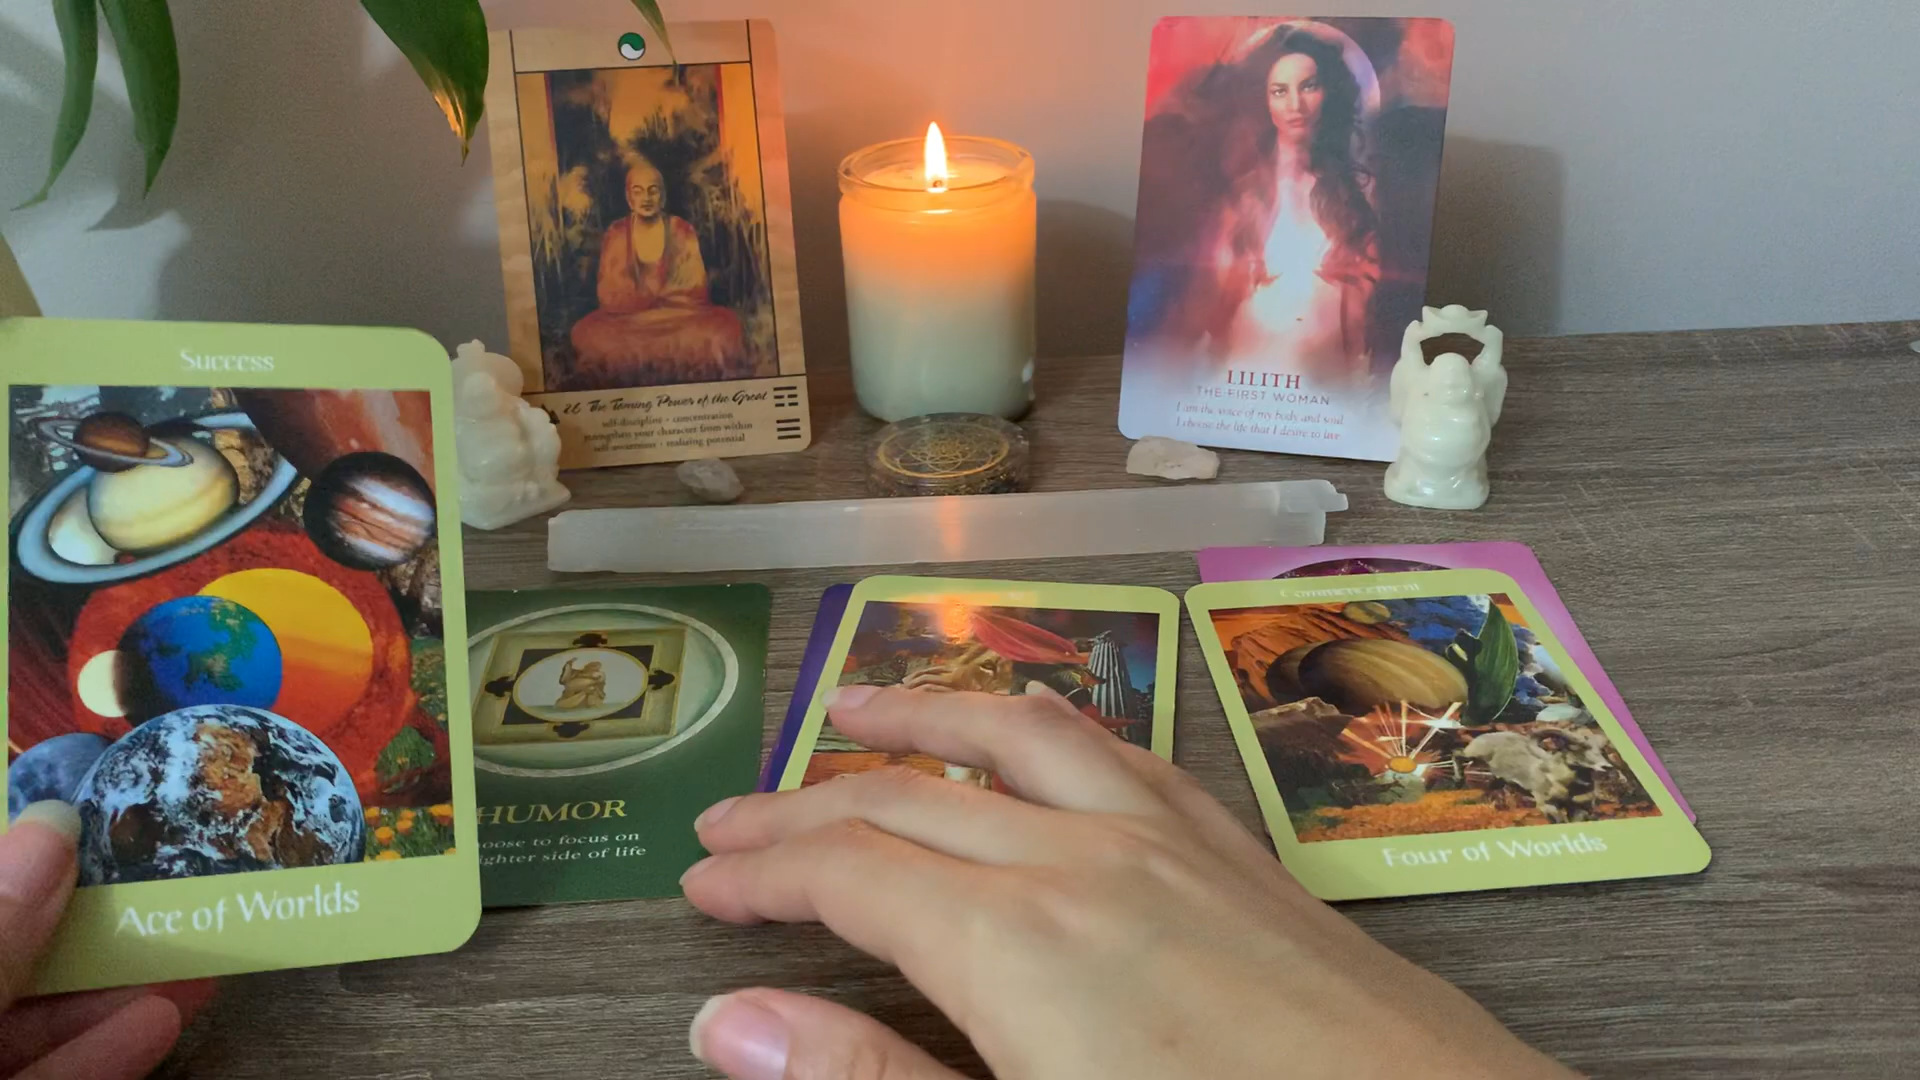 26 The Taming Power of the Great
self-discipline • concentration
strengthen your character from within
self-awareness • realizing potential
LILITH
THE FIRST WOMAN
I am the voice of my body and soul
I choose the life that I desire to live
Success
Ace of Worlds
HUMOR
oose to focus on
ighter side of life
Commencement
Four of Worlds